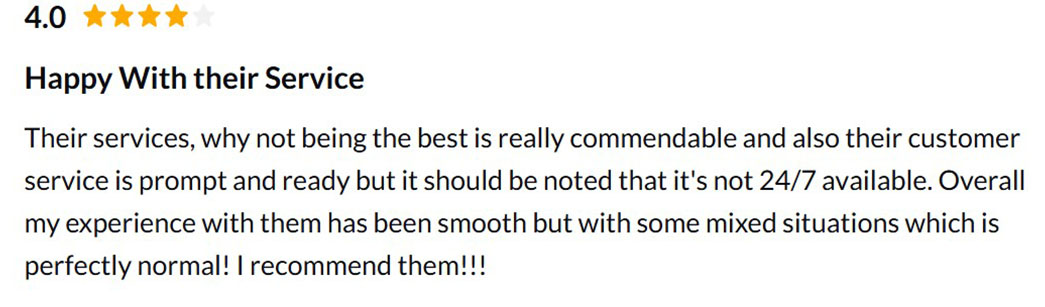 4.0
Happy With their Service
Their services, why not being the best is really commendable and also their customer
service is prompt and ready but it should be noted that it's not 24/7 available. Overall
my experience with them has been smooth but with some mixed situations which is
perfectly normal! I recommend them!!!